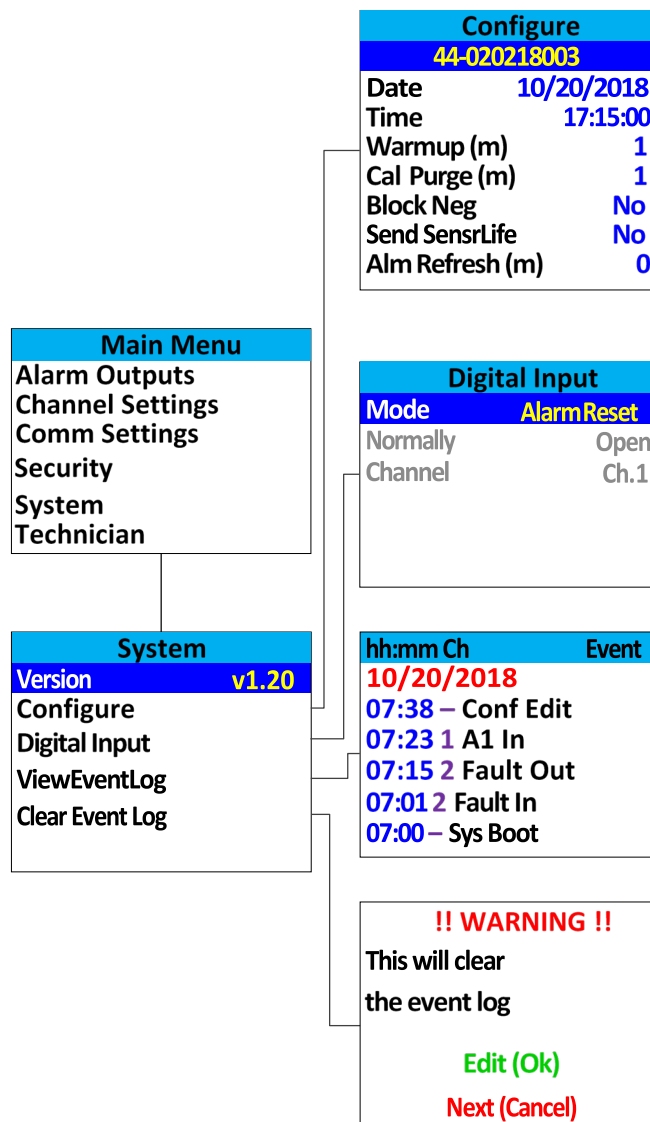 Configure
44-020218003
Date 10/20/2018
Time 17:15:00
Warmup (m) 1
Cal Purge (m) 1
Block Neg No
Send SensrLife No
Alm Refresh (m) 0
Main Menu
Alarm Outputs
Channel Settings
Comm Settings
Security
System
Technician
Digital Input
Mode AlarmReset
Normally Open
Channel Ch.1
System
Version v1.20
Configure
Digital Input
ViewEventLog
Clear Event Log
hh:mm Ch Event
10/20/2018
07:38 – Conf Edit
07:23 1 A1 In
07:15 2 Fault Out
07:01 2 Fault In
07:00 – Sys Boot
!! WARNING !!
This will clear
the event log
Edit (Ok)
Next (Cancel)